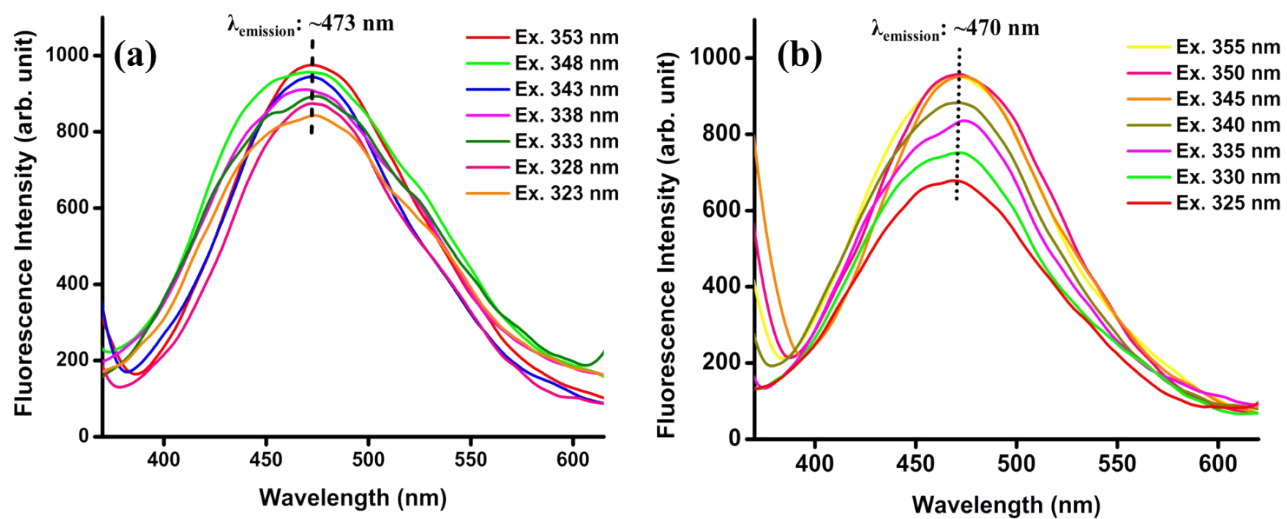 λemission: ~473 nm
(a)
Ex. 353 nm
Ex. 348 nm
Ex. 343 nm
Ex. 338 nm
Ex. 333 nm
Ex. 328 nm
Ex. 323 nm
Fluorescence Intensity (arb. unit)
1000
800
600
400
200
0
400 450 500 550 600
Wavelength (nm)
λemission: ~470 nm
(b)
Ex. 355 nm
Ex. 350 nm
Ex. 345 nm
Ex. 340 nm
Ex. 335 nm
Ex. 330 nm
Ex. 325 nm
Fluorescence Intensity (arb. unit)
1000
800
600
400
200
0
400 450 500 550 600
Wavelength (nm)